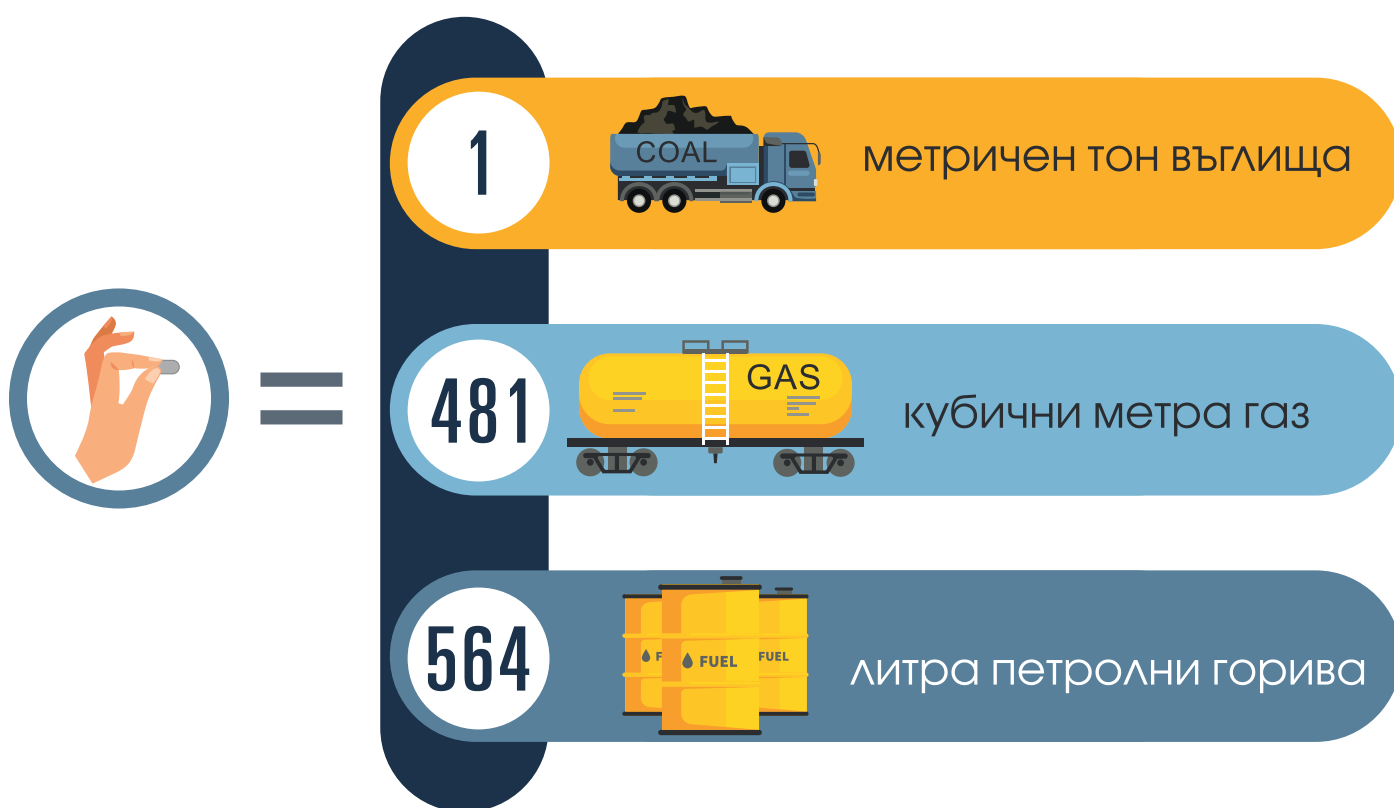 1
COAL
метричен тон въглища
481
GAS
кубични метра газ
564
F
FUEL
FUEL
литра петролни горива